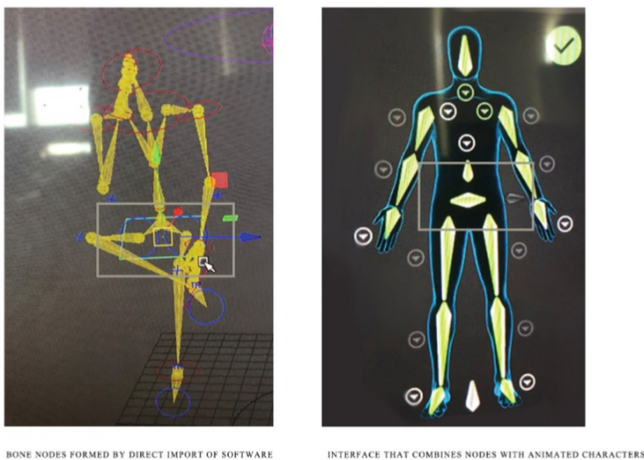 BONE NODES FORMED BY DIRECT IMPORT OF SOFTWARE
INTERFACE THAT COMBINES NODES WITH ANIMATED CHARACTERS